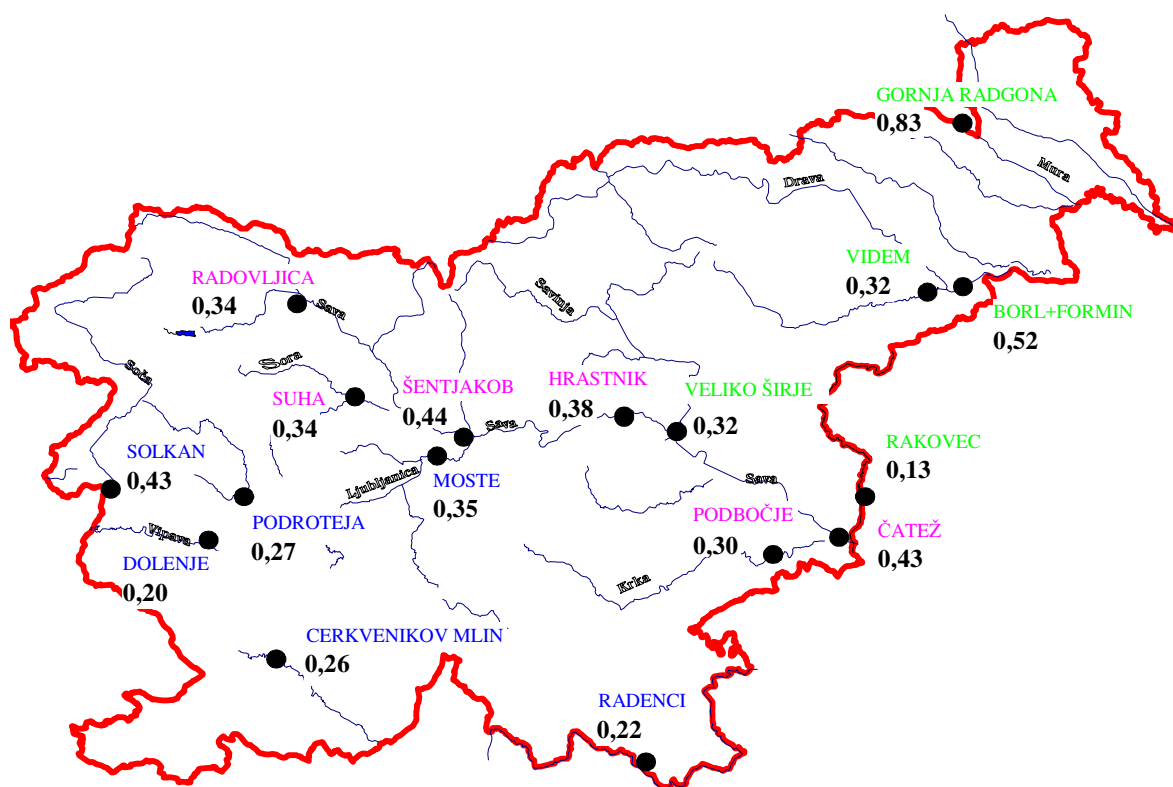 GORNJA RADGONA
0,83
Mura
Drava
VIDEM
0,32
BORL+FORMIN
0,52
RADOVLJICA
0,34
Sava
Savinja
Soča
Sora
SUHA
0,34
ŠENTJAKOB
0,44
Sava
HRASTNIK
0,38
VELIKO ŠIRJE
0,32
RAKOVEC
0,13
SOLKAN
0,43
Ljubljanica
MOSTE
0,35
Sava
PODBOČJE
0,30
ČATEŽ
0,43
PODROTEJA
0,27
Vipava
DOLENJE
0,20
Krka
CERKVENIKOV MLIN
0,26
RADENCI
0,22